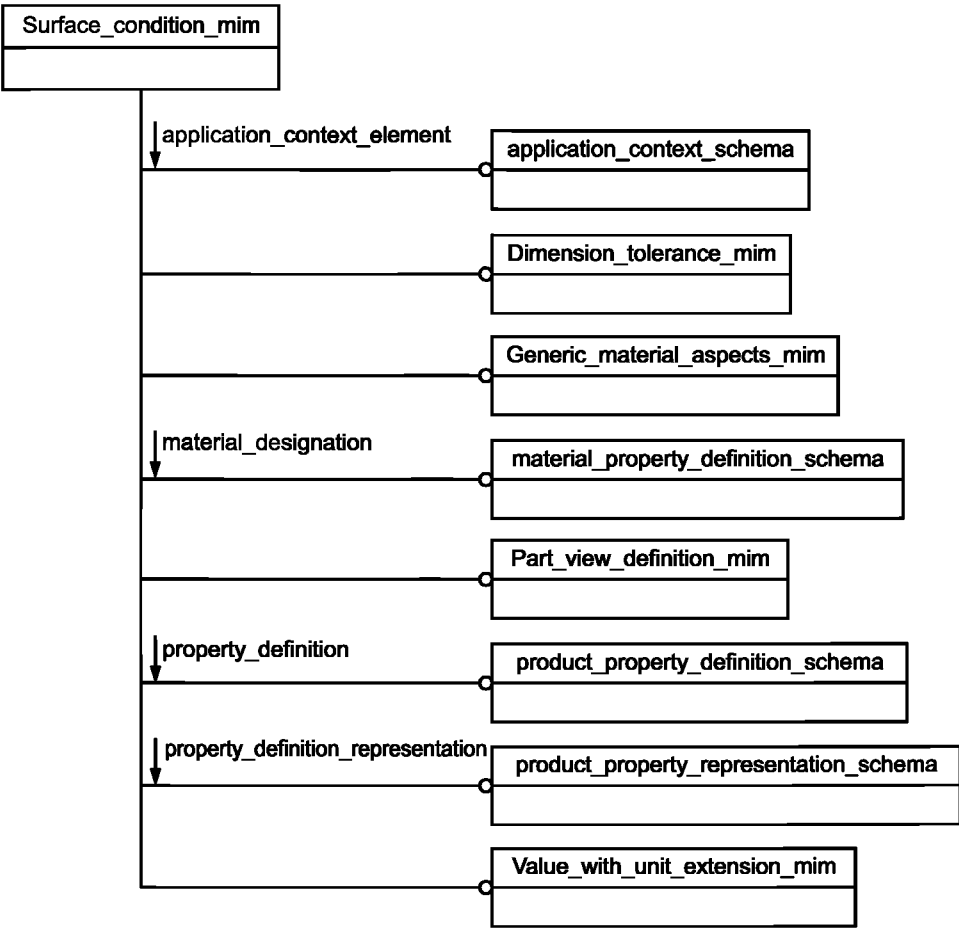 Surface_condition_mim
application_context_element
application_context_schema
Dimension_tolerance_mim
Generic_material_aspects_mim
material_designation
material_property_definition_schema
Part_view_definition_mim
property_definition
product_property_definition_schema
property_definition_representation
product_property_representation_schema
Value_with_unit_extension_mim